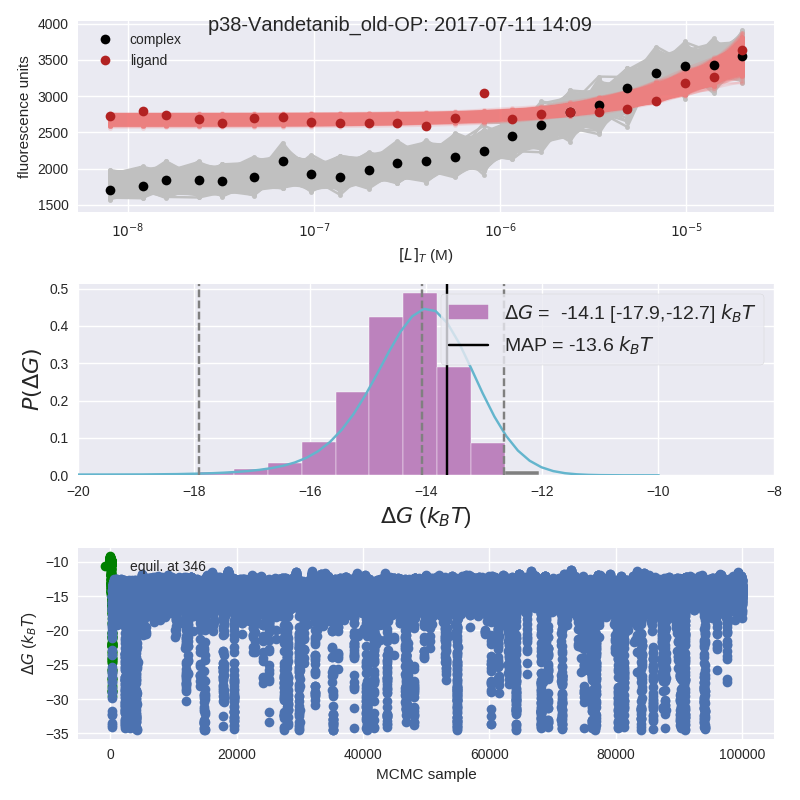 p38-Vandetanib_old-OP: 2017-07-11 14:09
complex
ligand
4000
3500
3000
2500
2000
1500
fluorescence units
10⁻⁸
10⁻⁷
10⁻⁶
10⁻⁵
[L]_T (M)
ΔG = -14.1 [-17.9,-12.7] k_BT
MAP = -13.6 k_BT
0.5
0.4
0.3
0.2
0.1
0.0
P(ΔG)
−20
−18
−16
−14
−12
−10
−8
ΔG (k_BT)
equil. at 346
−10
−15
−20
−25
−30
−35
ΔG (k_BT)
0
20000
40000
60000
80000
100000
MCMC sample